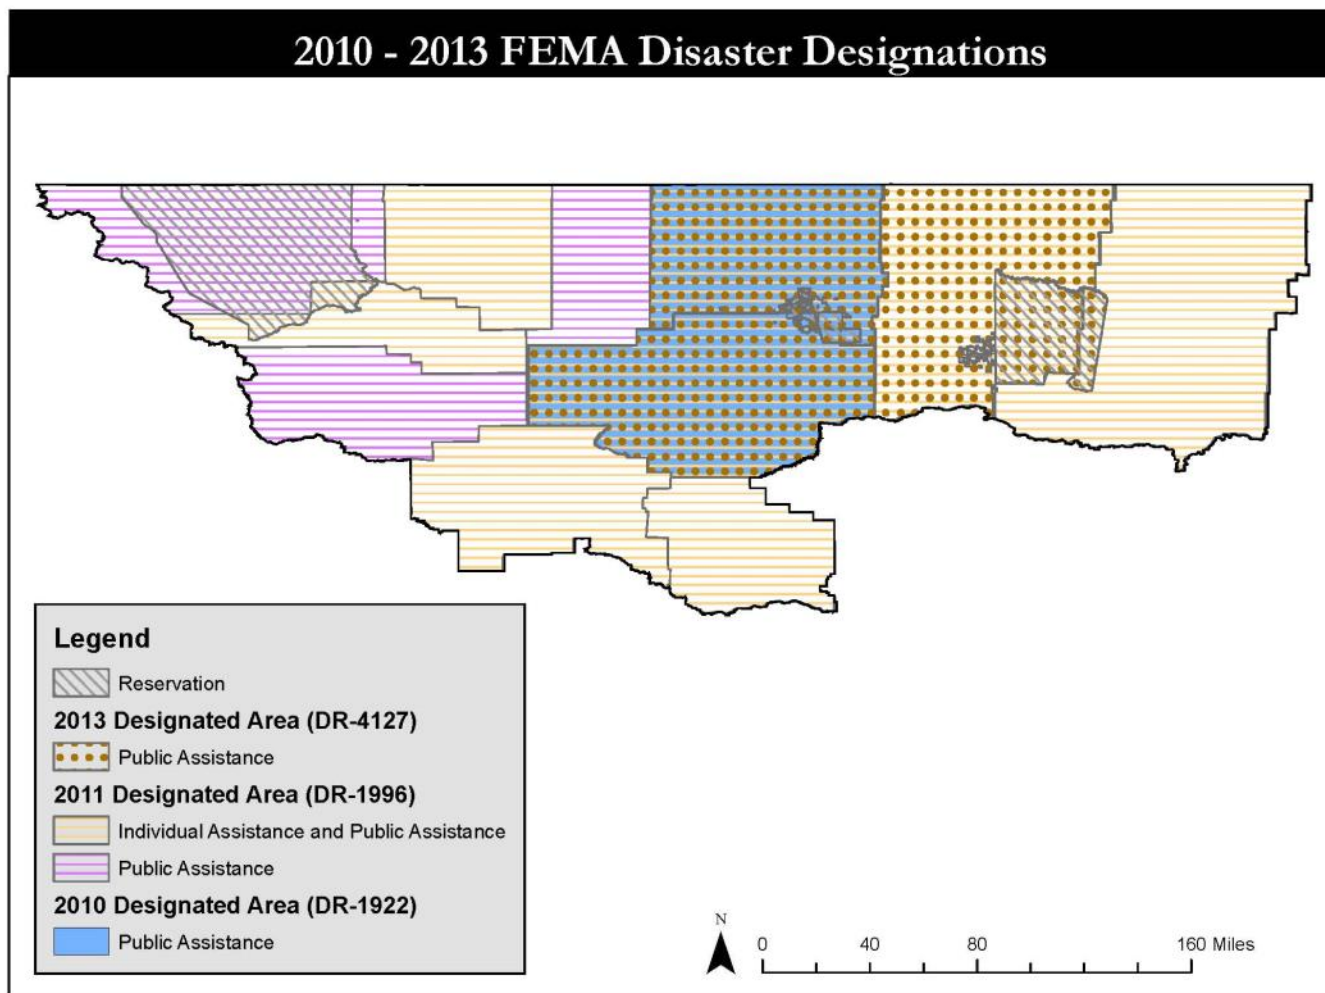 2010 - 2013 FEMA Disaster Designations
Legend
Reservation
2013 Designated Area (DR-4127)
Public Assistance
2011 Designated Area (DR-1996)
Individual Assistance and Public Assistance
Public Assistance
2010 Designated Area (DR-1922)
Public Assistance
N
0 40 80 160 Miles